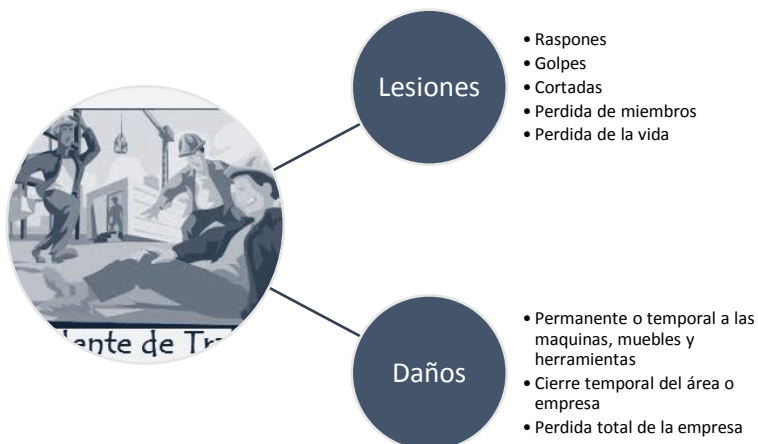 Lesiones
• Raspones
• Golpes
• Cortadas
• Perdida de miembros
• Perdida de la vida
de
Daños
• Permanente o temporal a las
maquinas, muebles y
herramientas
• Cierre temporal del área o
empresa
• Perdida total de la empresa